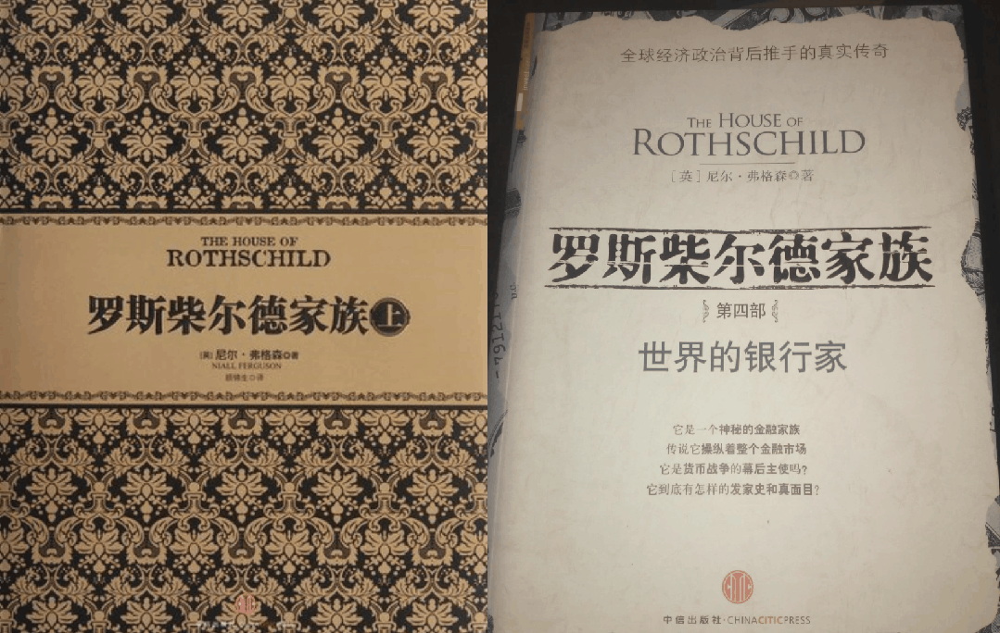 THE HOUSE OF
ROTHSCHILD
罗斯柴尔德家族 上
[英] 尼尔·弗格森◎著
NIALL FERGUSON
顾锦生◎译
全球经济政治背后推手的真实传奇
THE HOUSE OF
ROTHSCHILD
[英]尼尔·弗格森◎著
罗斯柴尔德家族
第四部
世界的银行家
它是一个神秘的金融家族
传说它操纵着整个金融市场
它是货币战争的幕后主使吗?
它到底有怎样的发家史和真面目?
中信出版社·CHINACITICPRESS